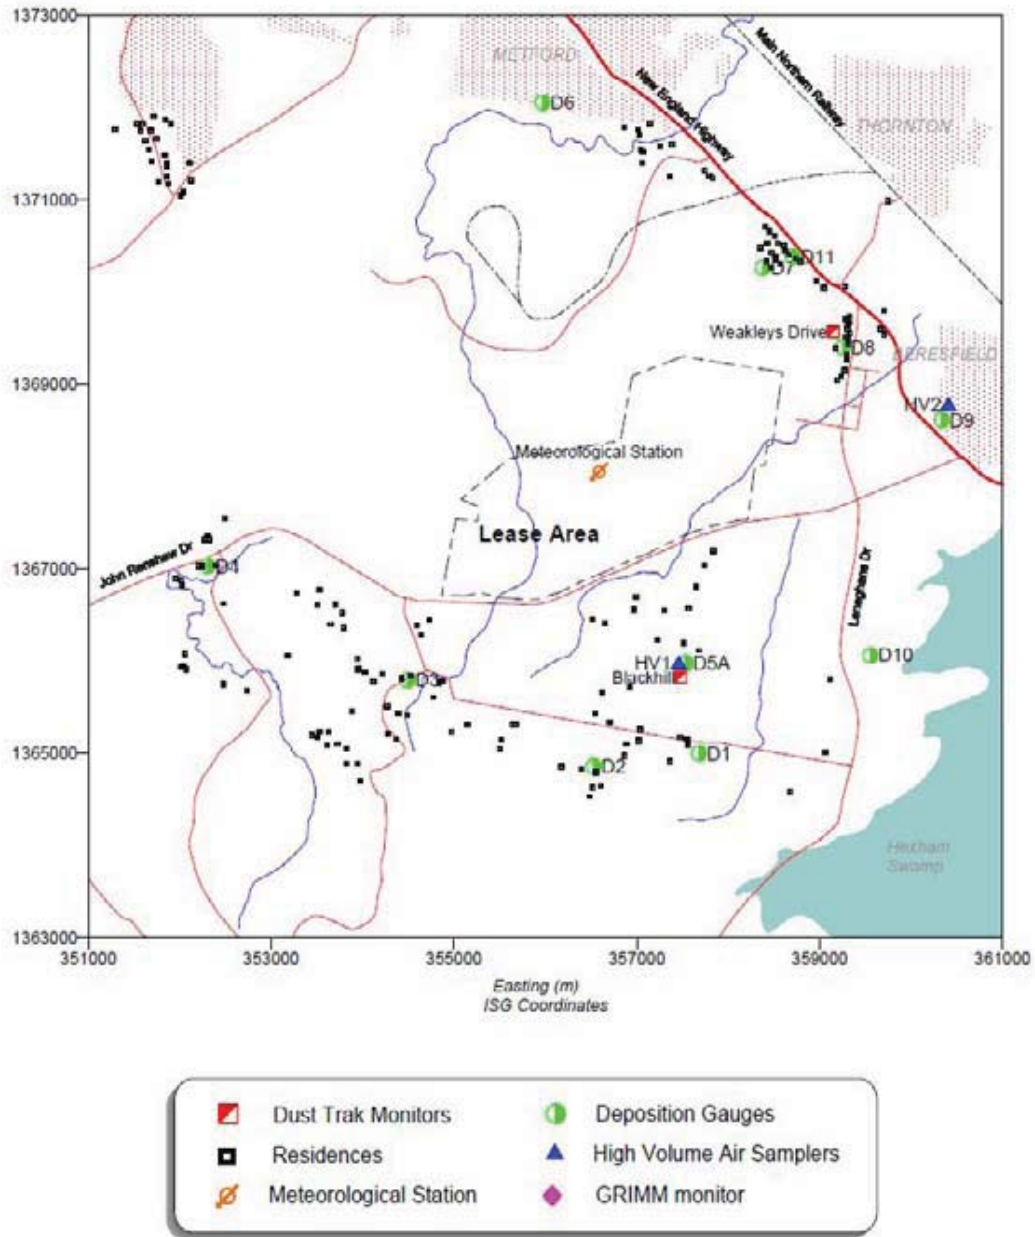 1373000
METFORD
Main Northern Railway
D6
New England Highway
THORNTON
1371000
D11
D7
Weakleys Drive
D8
BERESFIELD
1369000
HV2
D9
Meteorological Station
Lease Area
John Renshaw Dr
D4
1367000
Lenaghans Dr
D10
HV1
D5A
Blackhill
D3
1365000
D1
D2
Hexham
Swamp
1363000
351000
353000
355000
357000
359000
361000
Easting (m)
ISG Coordinates
Dust Trak Monitors
Deposition Gauges
Residences
High Volume Air Samplers
Meteorological Station
GRIMM monitor